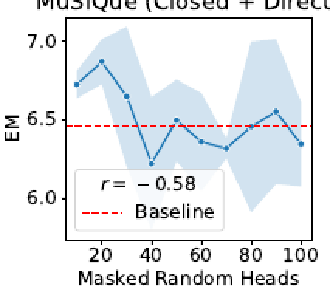 MuSiQue (Closed + Direct
7.0
6.5
6.0
EM
r = −0.58
Baseline
20 40 60 80 100
Masked Random Heads